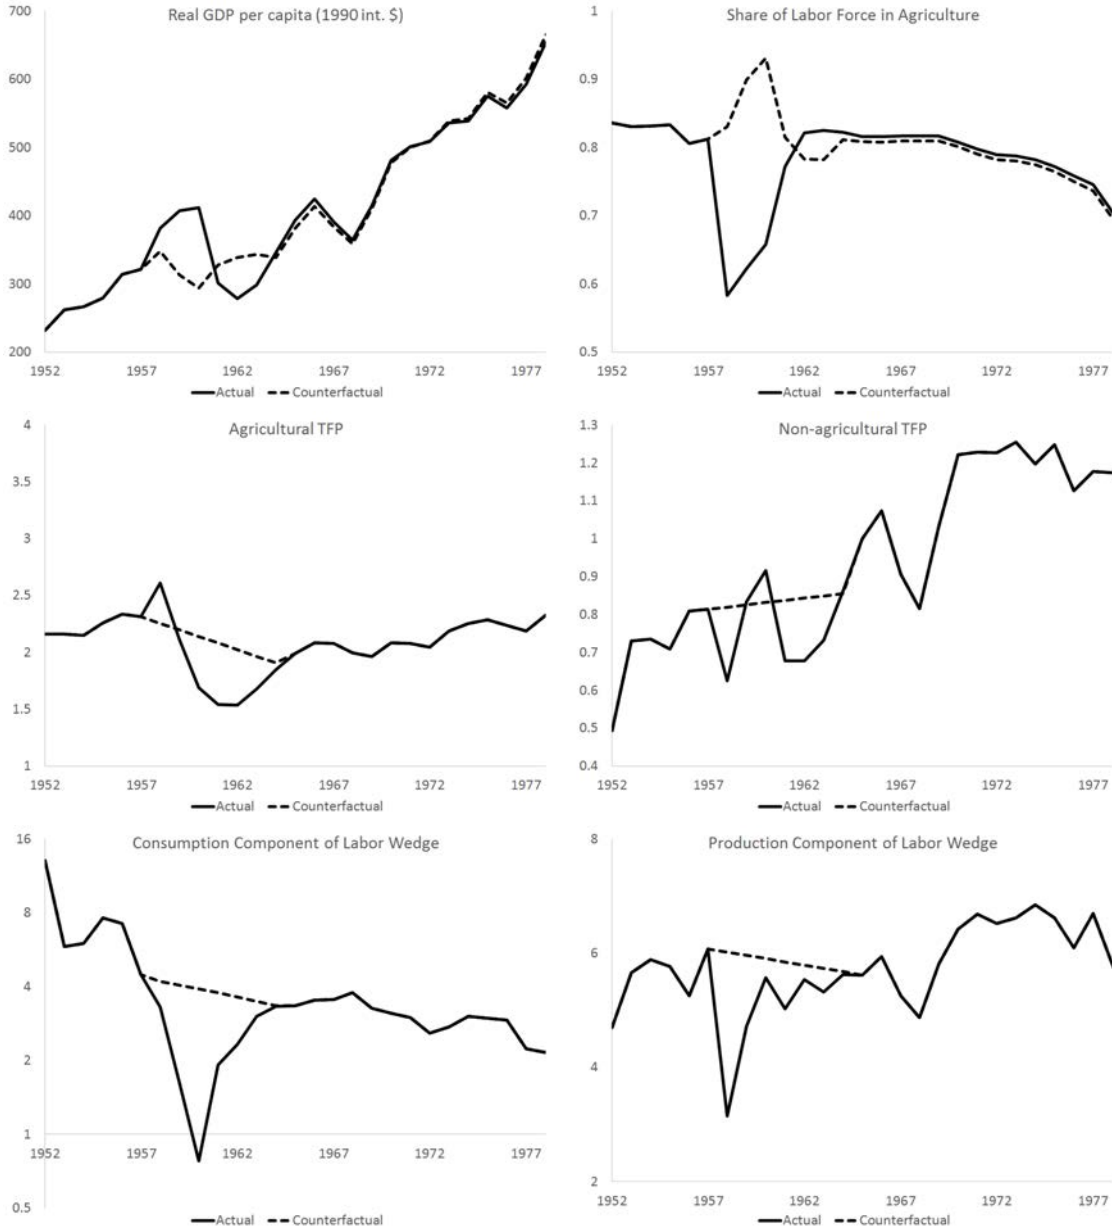 Real GDP per capita (1990 int. $)
700
600
500
400
300
200
1952 1957 1962 1967 1972 1977
Actual Counterfactual
Share of Labor Force in Agriculture
1
0.9
0.8
0.7
0.6
0.5
1952 1957 1962 1967 1972 1977
Actual Counterfactual
Agricultural TFP
4
3.5
3
2.5
2
1.5
1
1952 1957 1962 1967 1972 1977
Actual Counterfactual
Non-agricultural TFP
1.3
1.2
1.1
1
0.9
0.8
0.7
0.6
0.5
0.4
1952 1957 1962 1967 1972 1977
Actual Counterfactual
Consumption Component of Labor Wedge
16
8
4
2
1
1952 1957 1962 1967 1972 1977
0.5
Actual Counterfactual
Production Component of Labor Wedge
8
6
4
2
1952 1957 1962 1967 1972 1977
Actual Counterfactual